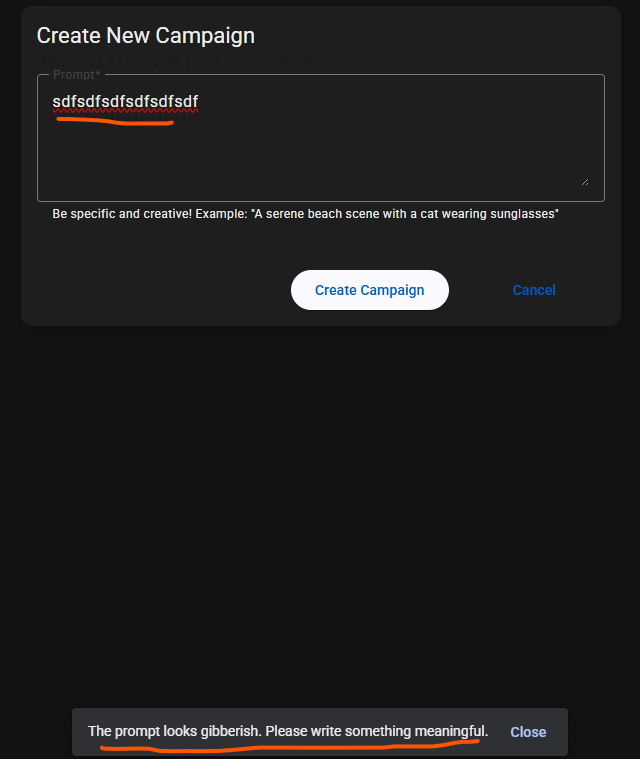 Create New Campaign
Prompt*
sdfsdfsdfsdfsdfsdf
Be specific and creative! Example: "A serene beach scene with a cat wearing sunglasses"
Create Campaign
Cancel
The prompt looks gibberish. Please write something meaningful.
Close